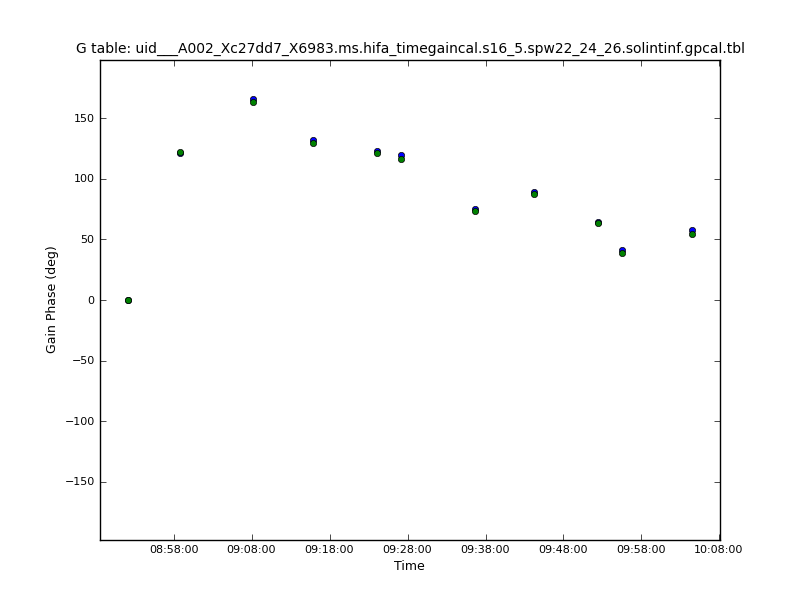 G table: uid___A002_Xc27dd7_X6983.ms.hifa_timegaincal.s16_5.spw22_24_26.solintinf.gpcal.tbl
150
100
50
0
−50
−100
−150
Gain Phase (deg)
08:58:00 09:08:00 09:18:00 09:28:00 09:38:00 09:48:00 09:58:00 10:08:00
Time